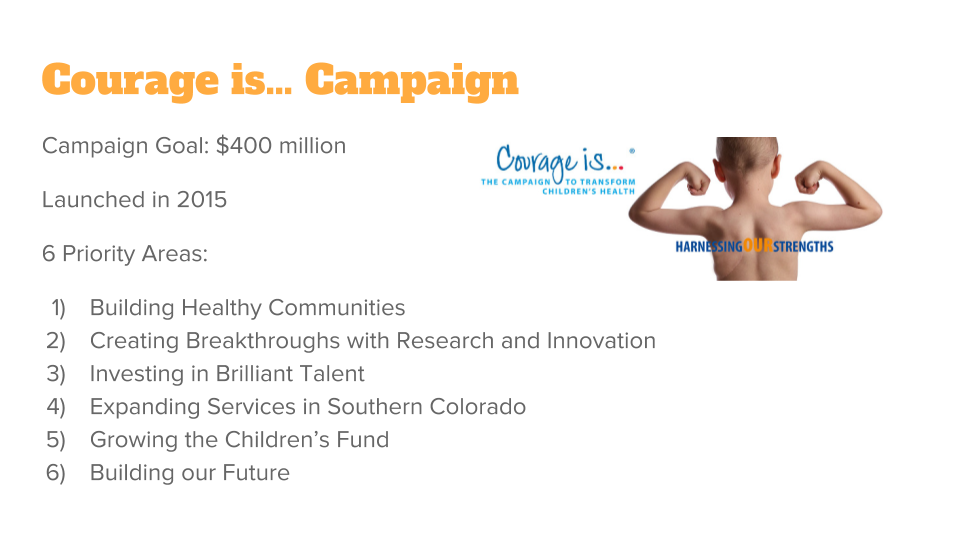 Courage is... Campaign
Campaign Goal: $400 million
Launched in 2015
6 Priority Areas:
1) Building Healthy Communities
2) Creating Breakthroughs with Research and Innovation
3) Investing in Brilliant Talent
4) Expanding Services in Southern Colorado
5) Growing the Children’s Fund
6) Building our Future
Courage is...®
THE CAMPAIGN TO TRANSFORM
CHILDREN'S HEALTH
HARNESSING OUR STRENGTHS